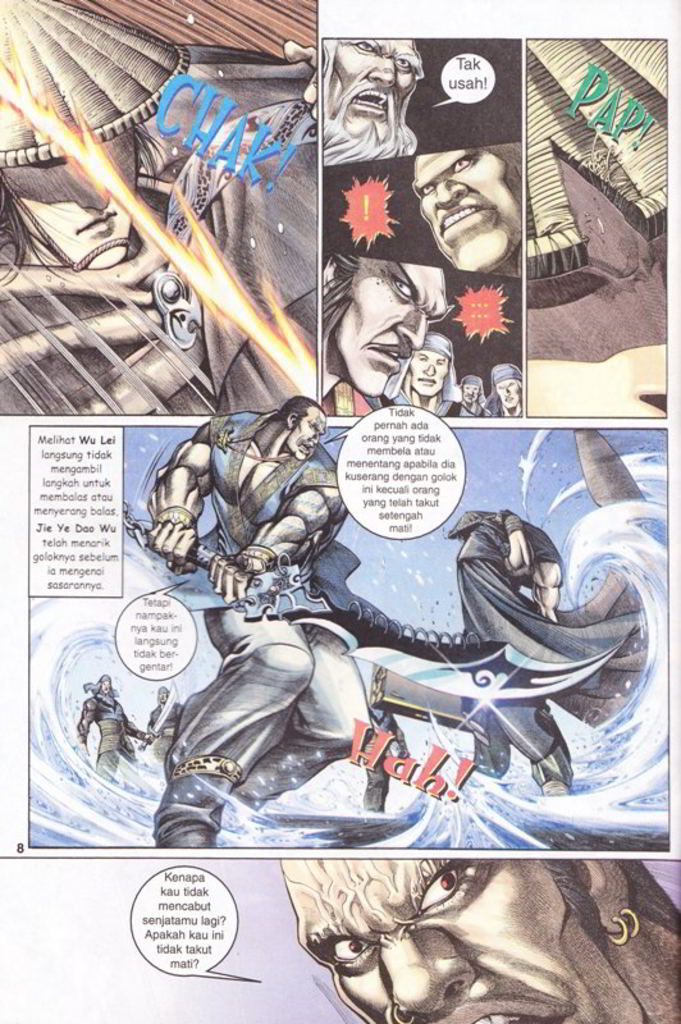 CHAK!
Tak
usah!
PAP!
!
Melihat Wu Lei
langsung tidak
mengambil
langkah untuk
membalas atau
menyerang balas,
Jie Ye Dao Wu
telah menarik
goloknya sebelum
ia mengenai
sasarannya.
Tidak
pernah ada
orang yang tidak
membela atau
menentang apabila dia
kuserang dengan golok
ini kecuali orang
yang telah takut
setengah
mati!
Tetapi
nampak-
nya kau ini
langsung
tidak ber-
gentar!
Hah!
8
Kenapa
kau tidak
mencabut
senjatamu lagi?
Apakah kau ini
tidak takut
mati?